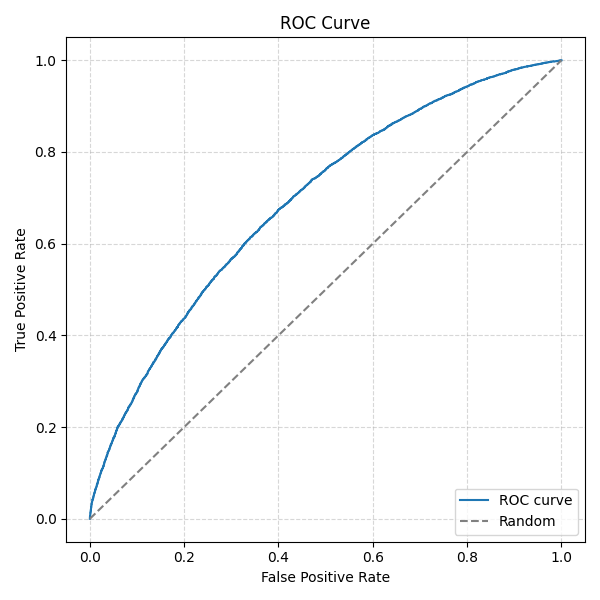 ROC Curve
1.0
0.8
0.6
0.4
0.2
0.0
True Positive Rate
0.0 0.2 0.4 0.6 0.8 1.0
False Positive Rate
ROC curve
Random